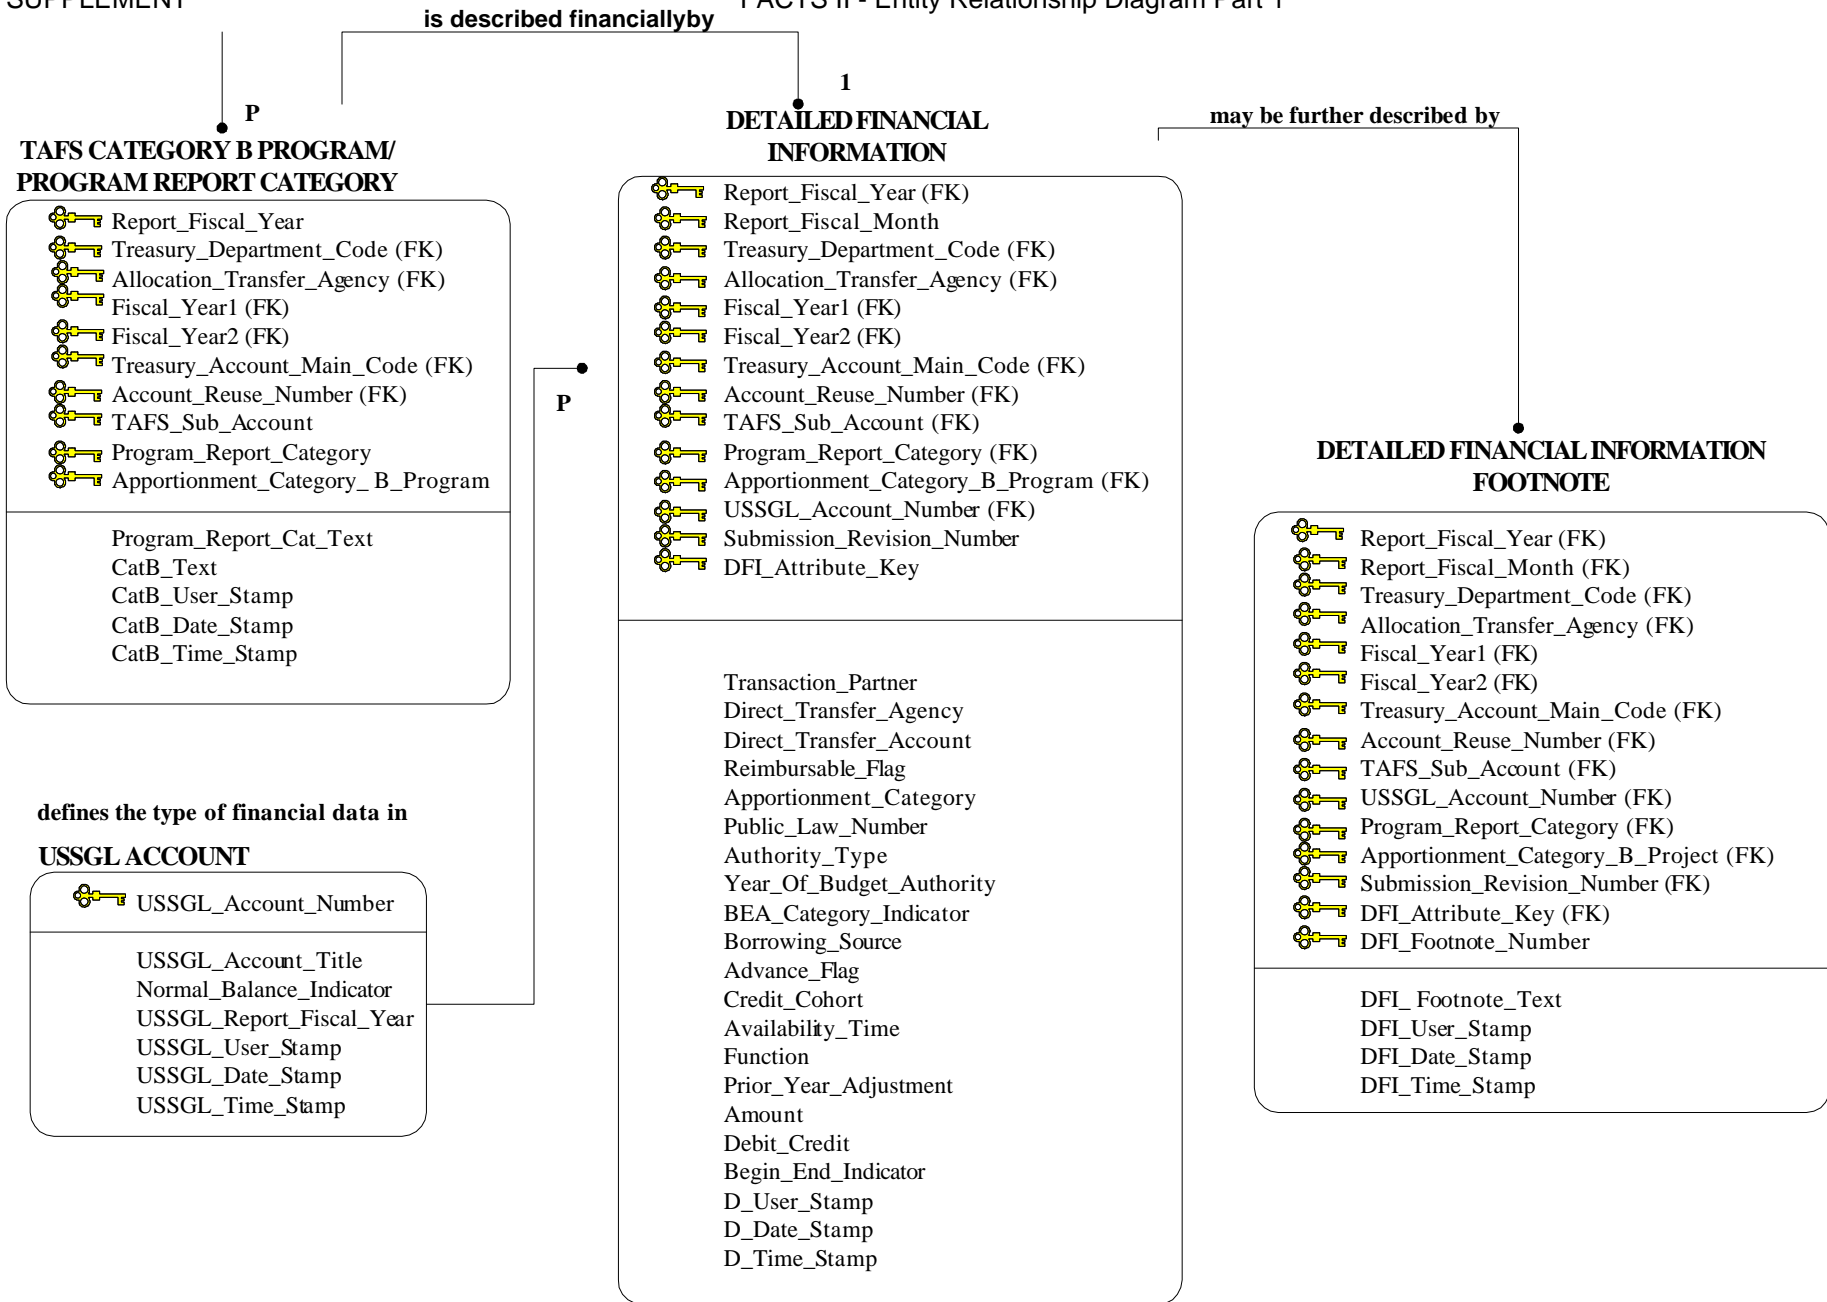 SUPPLEMENT
FACTS II - Entity Relationship Diagram Part 1
is described financiallyby
1
P
may be further described by
TAFS CATEGORY B PROGRAM/
PROGRAM REPORT CATEGORY
Report_Fiscal_Year
Treasury_Department_Code (FK)
Allocation_Transfer_Agency (FK)
Fiscal_Year1 (FK)
Fiscal_Year2 (FK)
Treasury_Account_Main_Code (FK)
Account_Reuse_Number (FK)
TAFS_Sub_Account
Program_Report_Category
Apportionment_Category_ B_Program
Program_Report_Cat_Text
CatB_Text
CatB_User_Stamp
CatB_Date_Stamp
CatB_Time_Stamp
defines the type of financial data in
USSGL ACCOUNT
USSGL_Account_Number
USSGL_Account_Title
Normal_Balance_Indicator
USSGL_Report_Fiscal_Year
USSGL_User_Stamp
USSGL_Date_Stamp
USSGL_Time_Stamp
P
DETAILED FINANCIAL
INFORMATION
Report_Fiscal_Year (FK)
Report_Fiscal_Month
Treasury_Department_Code (FK)
Allocation_Transfer_Agency (FK)
Fiscal_Year1 (FK)
Fiscal_Year2 (FK)
Treasury_Account_Main_Code (FK)
Account_Reuse_Number (FK)
TAFS_Sub_Account (FK)
Program_Report_Category (FK)
Apportionment_Category_B_Program (FK)
USSGL_Account_Number (FK)
Submission_Revision_Number
DFI_Attribute_Key
Transaction_Partner
Direct_Transfer_Agency
Direct_Transfer_Account
Reimbursable_Flag
Apportionment_Category
Public_Law_Number
Authority_Type
Year_Of_Budget_Authority
BEA_Category_Indicator
Borrowing_Source
Advance_Flag
Credit_Cohort
Availability_Time
Function
Prior_Year_Adjustment
Amount
Debit_Credit
Begin_End_Indicator
D_User_Stamp
D_Date_Stamp
D_Time_Stamp
DETAILED FINANCIAL INFORMATION
FOOTNOTE
Report_Fiscal_Year (FK)
Report_Fiscal_Month (FK)
Treasury_Department_Code (FK)
Allocation_Transfer_Agency (FK)
Fiscal_Year1 (FK)
Fiscal_Year2 (FK)
Treasury_Account_Main_Code (FK)
Account_Reuse_Number (FK)
TAFS_Sub_Account (FK)
USSGL_Account_Number (FK)
Program_Report_Category (FK)
Apportionment_Category_B_Project (FK)
Submission_Revision_Number (FK)
DFI_Attribute_Key (FK)
DFI_Footnote_Number
DFI_ Footnote_Text
DFI_User_Stamp
DFI_Date_Stamp
DFI_Time_Stamp